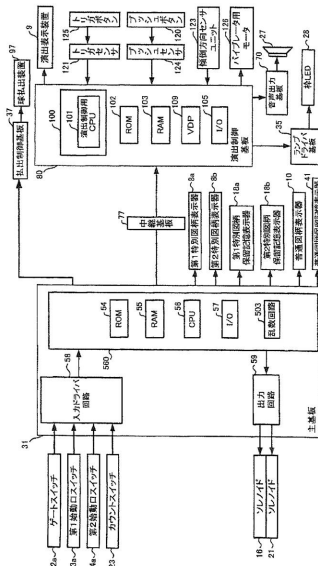 ゲートスイッチ
2a
第1始動口スイッチ
3a
第2始動口スイッチ
4a
カウントスイッチ
23
31
入力ドライバ回路
58
560
ROM
54
RAM
55
CPU
56
I/O
57
乱数回路
503
出力回路
59
主基板
ソレノイド
16
ソレノイド
21
中継基板
77
第1特別図柄表示器
8a
第2特別図柄表示器
8b
第1特別図柄保留記憶表示器
18a
第2特別図柄保留記憶表示器
18b
普通図柄表示器
10
41
払出制御基板
37
球払出装置
97
演出表示装置
9
トリガボタン
125
トリガセンサ
121
プッシュボタン
120
プッシュセンサ
124
傾倒方向センサユニット
123
バイブレータ用モータ
126
80
100
101
演出制御用CPU
ROM
102
RAM
103
VDP
109
I/O
105
演出制御基板
音声出力基板
70
27
ランプドライバ基板
35
枠LED
28